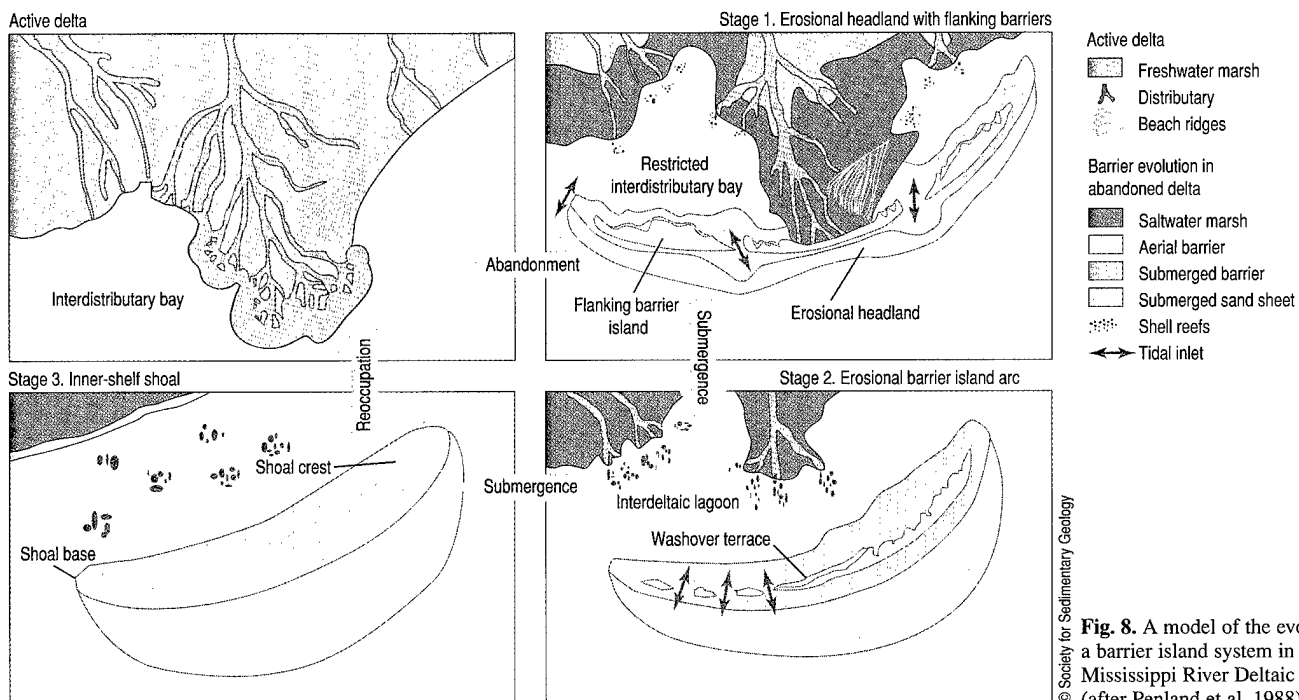 Active delta
Interdistributary bay
Stage 1. Erosional headland with flanking barriers
Restricted
interdistributary bay
Abandonment
Flanking barrier
island
Erosional headland
Submergence
Reoccupation
Stage 3. Inner-shelf shoal
Shoal crest
Shoal base
Stage 2. Erosional barrier island arc
Submergence
Interdeltaic lagoon
Washover terrace
Active delta
Freshwater marsh
Distributary
Beach ridges
Barrier evolution in
abandoned delta
Saltwater marsh
Aerial barrier
Submerged barrier
Submerged sand sheet
Shell reefs
Tidal inlet
© Society for Sedimentary Geology
Fig. 8. A model of the evo
a barrier island system in
Mississippi River Deltaic
(after Penland et al. 1988)